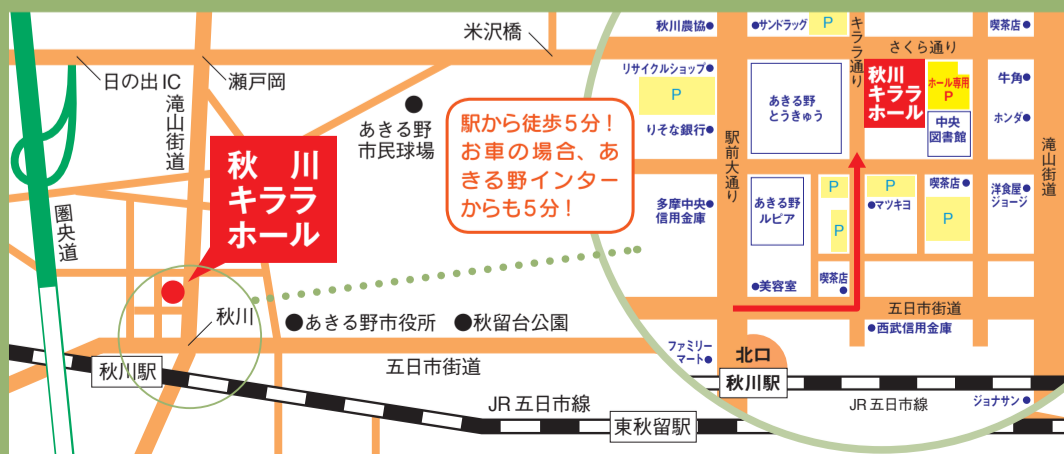 米沢橋
日の出IC
瀬戸岡
滝山街道
圏央道
あきる野
市民球場
駅から徒歩5分！
お車の場合、あ
きる野インター
からも5分！
秋川
キララ
ホール
秋川
あきる野市役所
秋留台公園
五日市街道
秋川駅
JR五日市線
東秋留駅
秋川農協
サンドラッグ
P
キララ通り
喫茶店
さくら通り
リサイクルショップ
P
りそな銀行
あきる野
とうきゅう
秋川
キララ
ホール
ホール専用
P
中央
図書館
牛角
ホンダ
駅前大通り
滝山街道
多摩中央
信用金庫
あきる野
ルピア
P
P
P
マツキヨ
喫茶店
P
洋食屋
ジョージ
美容室
喫茶店
五日市街道
西武信用金庫
ファミリー
マート
北口
秋川駅
JR五日市線
ジョナサン